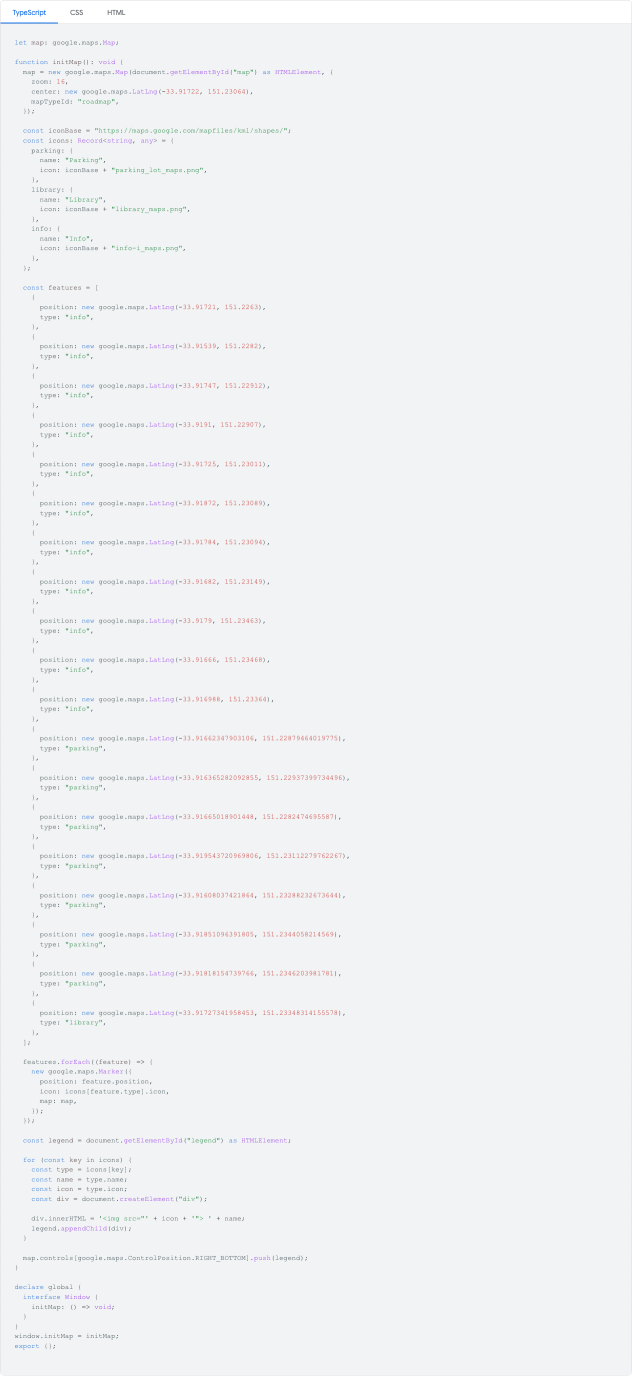 TypeScript CSS HTML
let map: google.maps.Map;
function initMap(): void {
map = new google.maps.Map(document.getElementById("map") as HTMLElement, {
zoom: 16,
center: new google.maps.LatLng(-33.91722, 151.23064),
mapTypeId: "roadmap",
});
const iconBase = "https://maps.google.com/mapfiles/kml/shapes/";
const icons: Record<string, any> = {
parking: {
name: "Parking",
icon: iconBase + "parking_lot_maps.png",
},
library: {
name: "Library",
icon: iconBase + "library_maps.png",
},
info: {
name: "Info",
icon: iconBase + "info-i_maps.png",
},
};
const features = [
{
position: new google.maps.LatLng(-33.91721, 151.2263),
type: "info",
},
{
position: new google.maps.LatLng(-33.91539, 151.2282),
type: "info",
},
{
position: new google.maps.LatLng(-33.91747, 151.22912),
type: "info",
},
{
position: new google.maps.LatLng(-33.9191, 151.22907),
type: "info",
},
{
position: new google.maps.LatLng(-33.91725, 151.23011),
type: "info",
},
{
position: new google.maps.LatLng(-33.91872, 151.23089),
type: "info",
},
{
position: new google.maps.LatLng(-33.91784, 151.23094),
type: "info",
},
{
position: new google.maps.LatLng(-33.91682, 151.23149),
type: "info",
},
{
position: new google.maps.LatLng(-33.9179, 151.23463),
type: "info",
},
{
position: new google.maps.LatLng(-33.91666, 151.23468),
type: "info",
},
{
position: new google.maps.LatLng(-33.916988, 151.23364),
type: "info",
},
{
position: new google.maps.LatLng(-33.91662347903106, 151.22879464019775),
type: "parking",
},
{
position: new google.maps.LatLng(-33.916365282092855, 151.22937399734496),
type: "parking",
},
{
position: new google.maps.LatLng(-33.91665018901448, 151.2282474695587),
type: "parking",
},
{
position: new google.maps.LatLng(-33.919543720969806, 151.23112279762267),
type: "parking",
},
{
position: new google.maps.LatLng(-33.91608037421864, 151.23288232673644),
type: "parking",
},
{
position: new google.maps.LatLng(-33.91851096391805, 151.2344058214569),
type: "parking",
},
{
position: new google.maps.LatLng(-33.91818154739766, 151.2346203981781),
type: "parking",
},
{
position: new google.maps.LatLng(-33.91727341958453, 151.23348314155578),
type: "library",
},
];
features.forEach((feature) => {
new google.maps.Marker({
position: feature.position,
icon: icons[feature.type].icon,
map: map,
});
});
const legend = document.getElementById("legend") as HTMLElement;
for (const key in icons) {
const type = icons[key];
const name = type.name;
const icon = type.icon;
const div = document.createElement("div");
div.innerHTML = '<img src="' + icon + '"> ' + name;
legend.appendChild(div);
}
map.controls[google.maps.ControlPosition.RIGHT_BOTTOM].push(legend);
}
declare global {
interface Window {
initMap: () => void;
}
}
window.initMap = initMap;
export {};